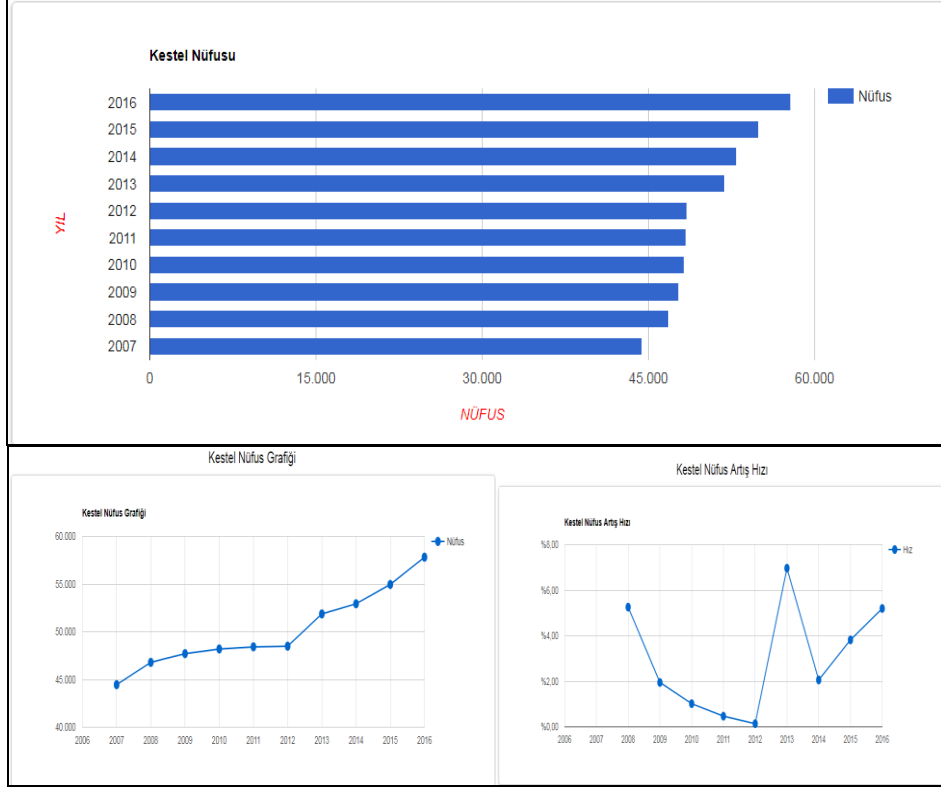 Kestel Nüfusu
Nüfus
2016
2015
2014
2013
2012
2011
2010
2009
2008
2007
YIL
0 15.000 30.000 45.000 60.000
NÜFUS
Kestel Nüfus Grafiği
Kestel Nüfus Grafiği
Nüfus
60.000
55.000
50.000
45.000
40.000
2006 2007 2008 2009 2010 2011 2012 2013 2014 2015 2016
Kestel Nüfus Artış Hızı
Kestel Nüfus Artış Hızı
Hız
%8,00
%6,00
%4,00
%2,00
%0,00
2006 2007 2008 2009 2010 2011 2012 2013 2014 2015 2016